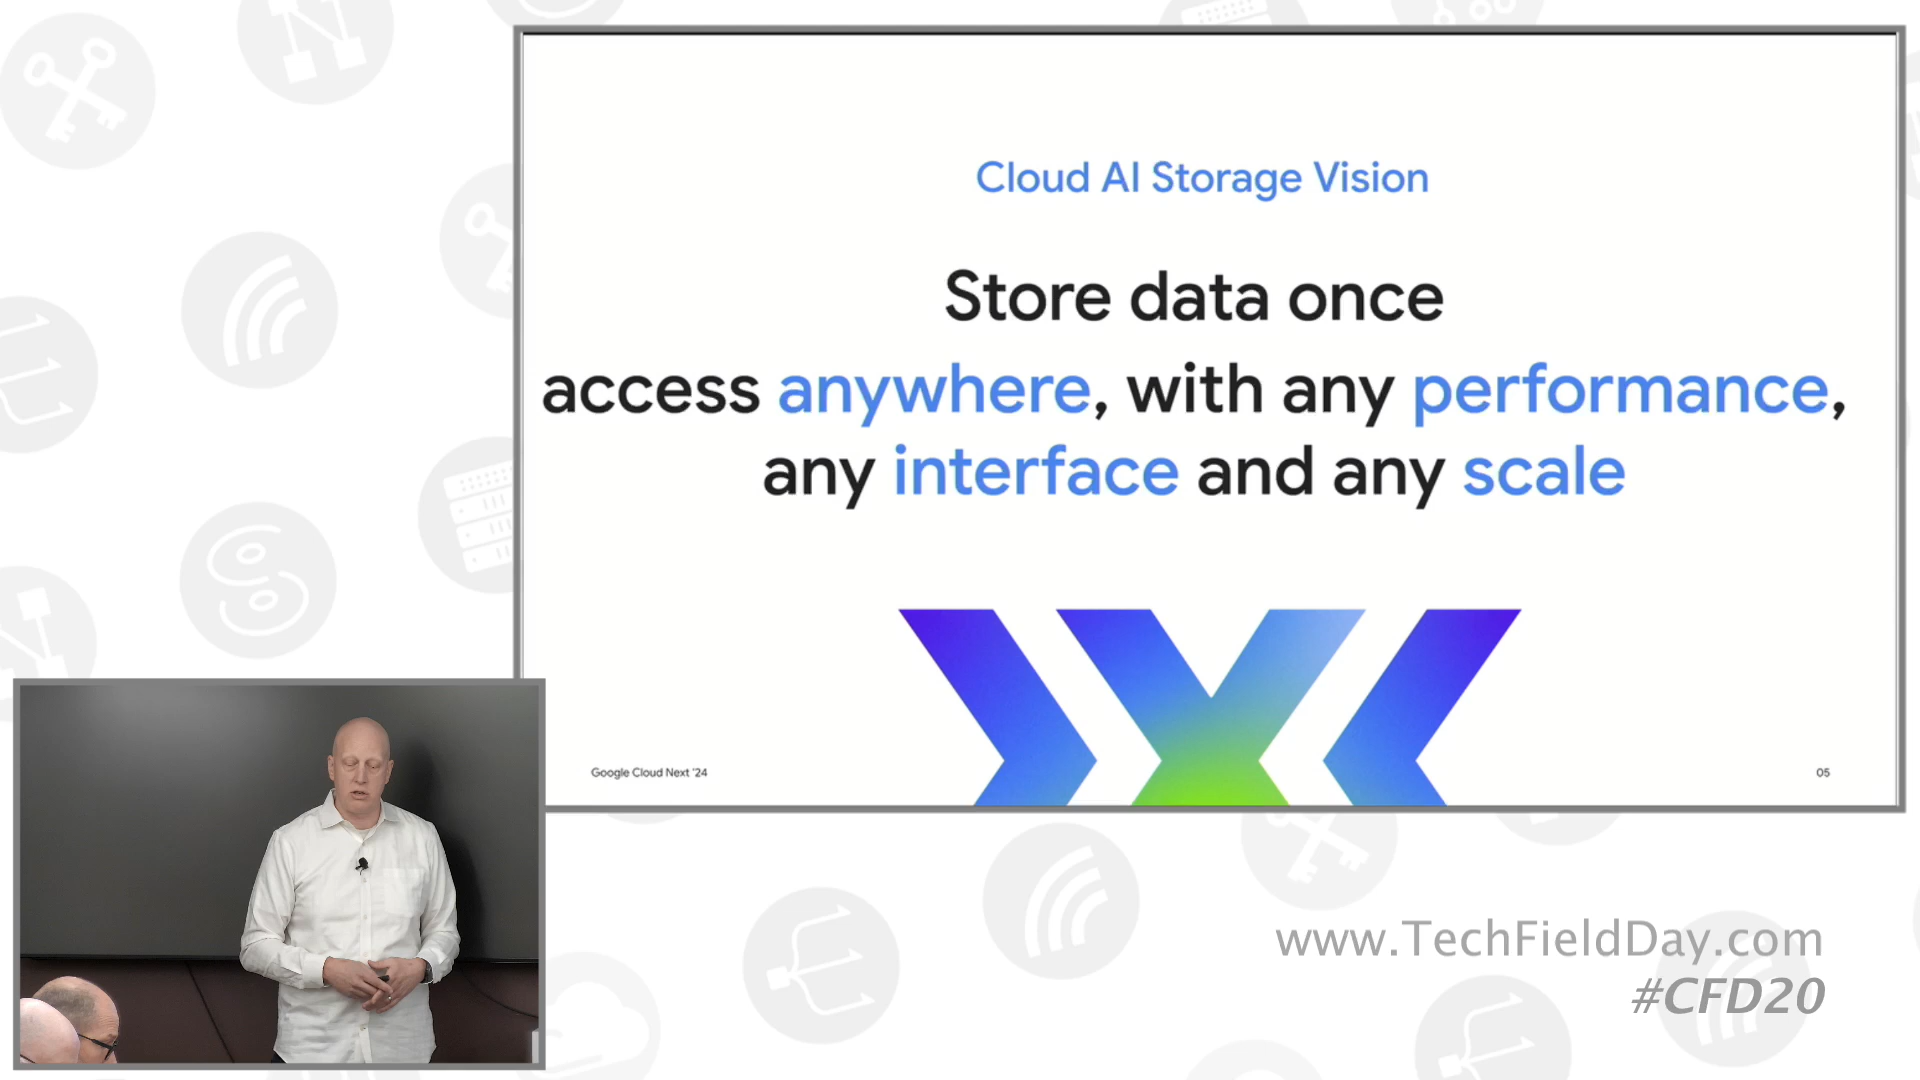 Cloud AI Storage Vision
Store data once
access anywhere, with any performance,
any interface and any scale
Google Cloud Next '24
05
www.TechFieldDay.com
#CFD20